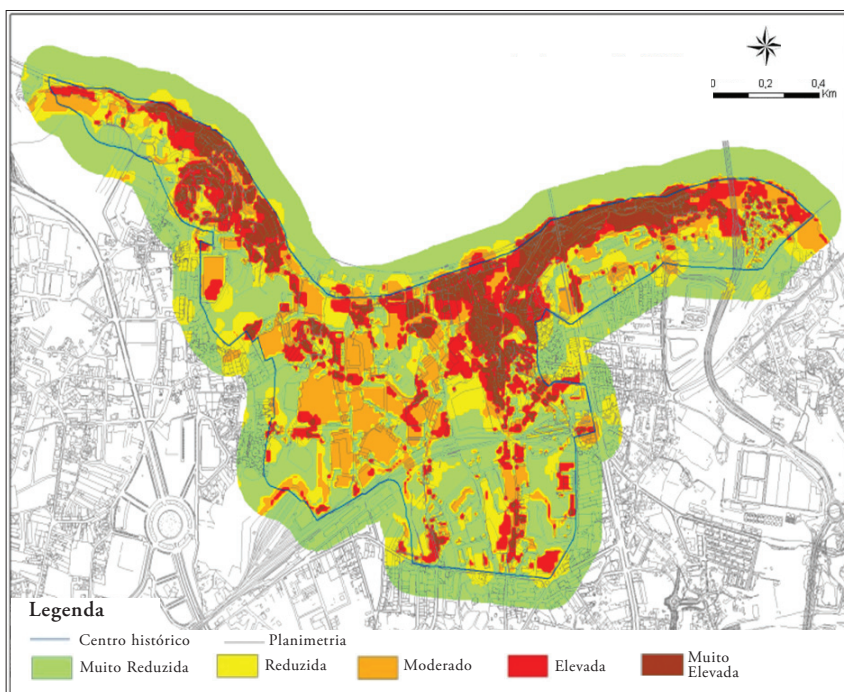 0 0,2 0,4
Km
Legenda
Centro histórico Planimetria
Muito Reduzida Reduzida Moderado Elevada Muito
Elevada